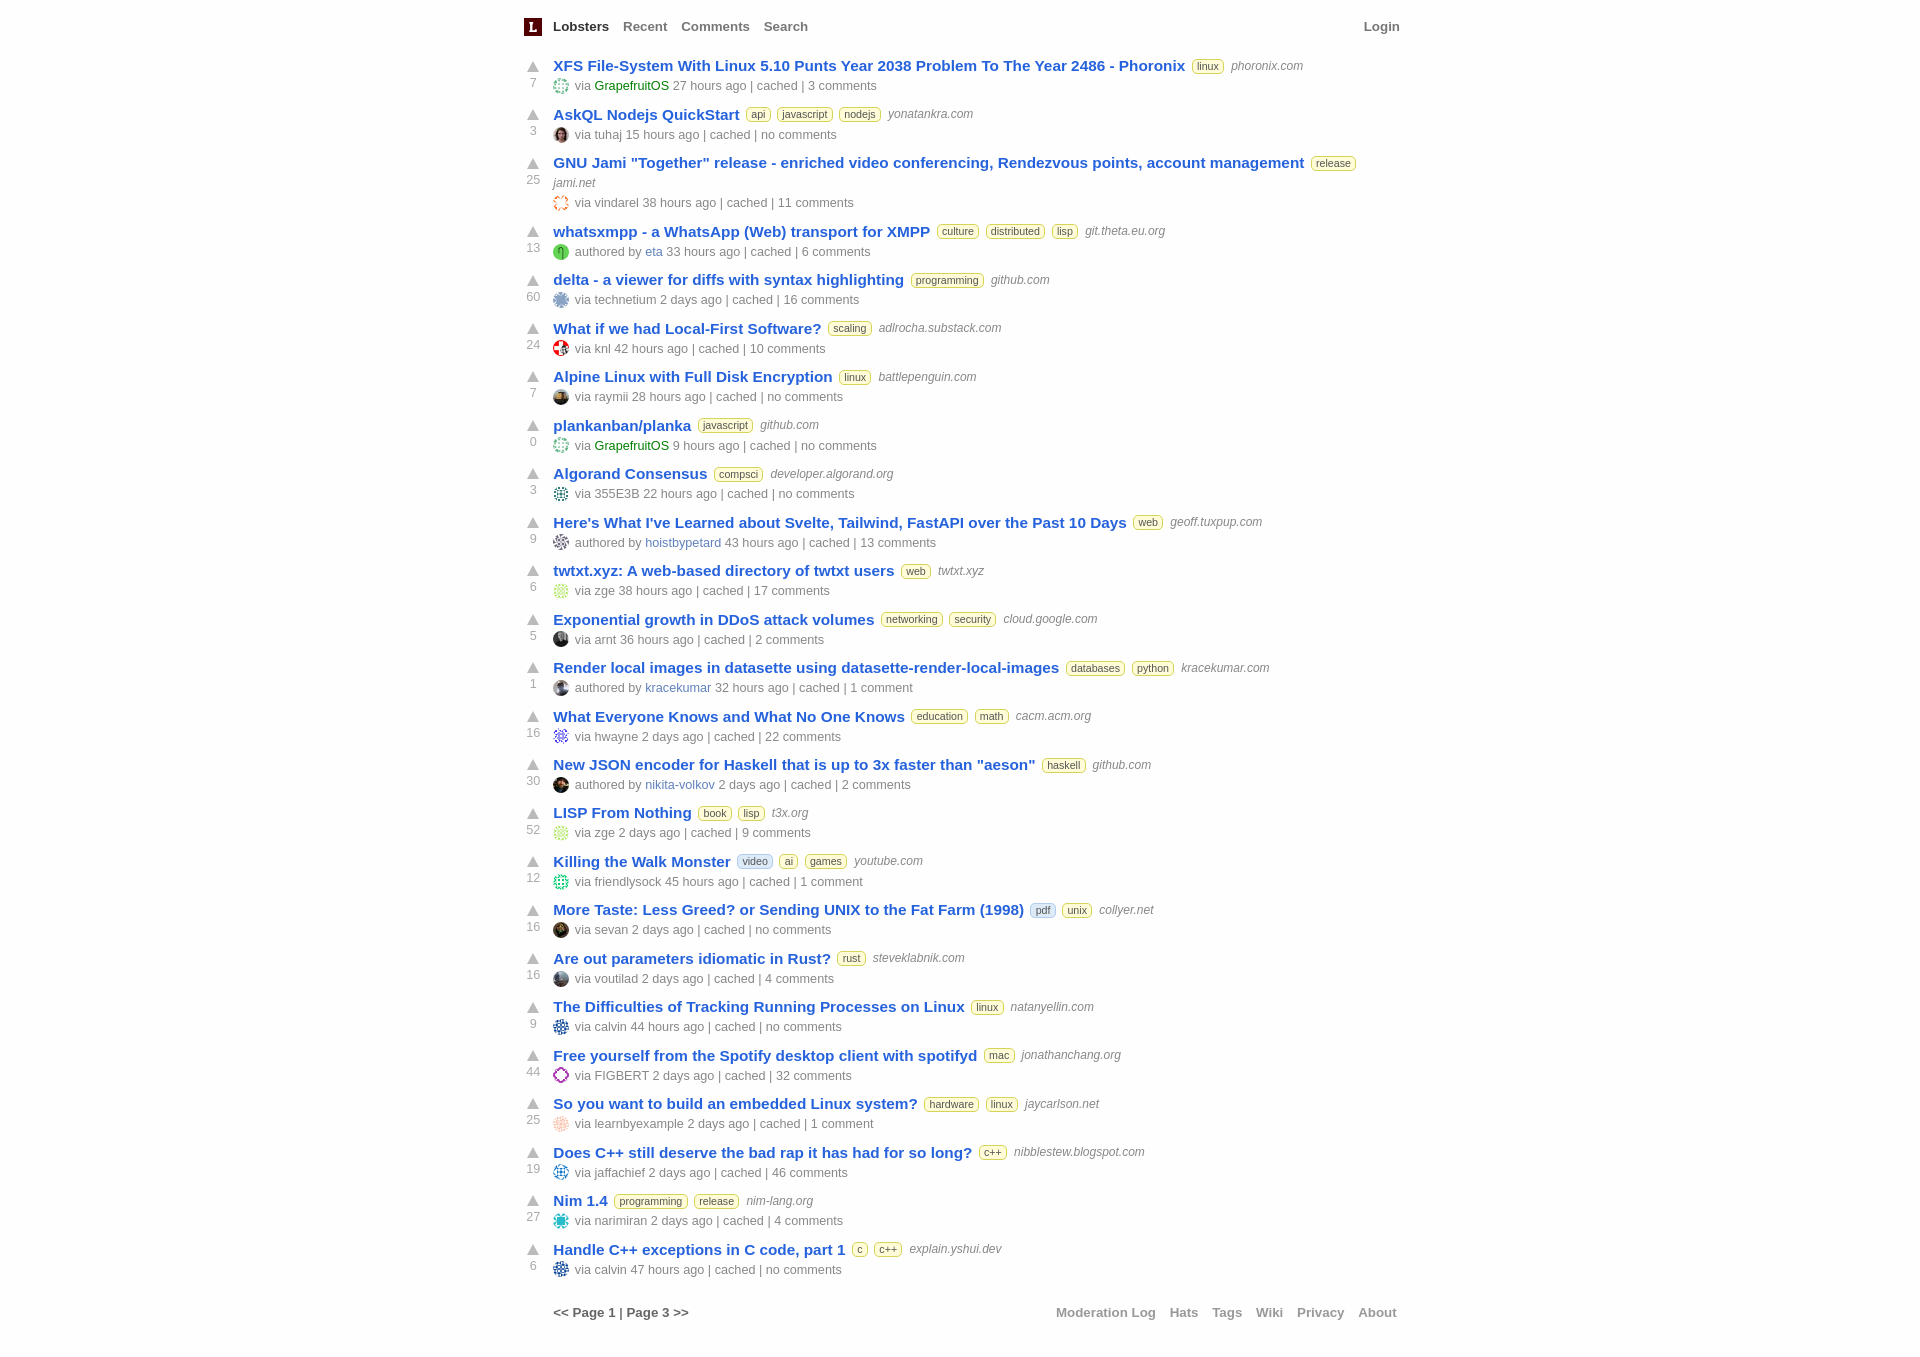 L Lobsters Recent Comments Search Login
XFS File-System With Linux 5.10 Punts Year 2038 Problem To The Year 2486 - Phoronix linux phoronix.com
7 via GrapefruitOS 27 hours ago | cached | 3 comments
AskQL Nodejs QuickStart api javascript nodejs yonatankra.com
3 via tuhaj 15 hours ago | cached | no comments
GNU Jami "Together" release - enriched video conferencing, Rendezvous points, account management release
25 jami.net
via vindarel 38 hours ago | cached | 11 comments
whatsxmpp - a WhatsApp (Web) transport for XMPP culture distributed lisp git.theta.eu.org
13 authored by eta 33 hours ago | cached | 6 comments
delta - a viewer for diffs with syntax highlighting programming github.com
60 via technetium 2 days ago | cached | 16 comments
What if we had Local-First Software? scaling adlrocha.substack.com
24 via knl 42 hours ago | cached | 10 comments
Alpine Linux with Full Disk Encryption linux battlepenguin.com
7 via raymii 28 hours ago | cached | no comments
plankanban/planka javascript github.com
0 via GrapefruitOS 9 hours ago | cached | no comments
Algorand Consensus compsci developer.algorand.org
3 via 355E3B 22 hours ago | cached | no comments
Here's What I've Learned about Svelte, Tailwind, FastAPI over the Past 10 Days web geoff.tuxpup.com
9 authored by hoistbypetard 43 hours ago | cached | 13 comments
twtxt.xyz: A web-based directory of twtxt users web twtxt.xyz
6 via zge 38 hours ago | cached | 17 comments
Exponential growth in DDoS attack volumes networking security cloud.google.com
5 via arnt 36 hours ago | cached | 2 comments
Render local images in datasette using datasette-render-local-images databases python kracekumar.com
1 authored by kracekumar 32 hours ago | cached | 1 comment
What Everyone Knows and What No One Knows education math cacm.acm.org
16 via hwayne 2 days ago | cached | 22 comments
New JSON encoder for Haskell that is up to 3x faster than "aeson" haskell github.com
30 authored by nikita-volkov 2 days ago | cached | 2 comments
LISP From Nothing book lisp t3x.org
52 via zge 2 days ago | cached | 9 comments
Killing the Walk Monster video ai games youtube.com
12 via friendlysock 45 hours ago | cached | 1 comment
More Taste: Less Greed? or Sending UNIX to the Fat Farm (1998) pdf unix collyer.net
16 via sevan 2 days ago | cached | no comments
Are out parameters idiomatic in Rust? rust steveklabnik.com
16 via voutilad 2 days ago | cached | 4 comments
The Difficulties of Tracking Running Processes on Linux linux natanyellin.com
9 via calvin 44 hours ago | cached | no comments
Free yourself from the Spotify desktop client with spotifyd mac jonathanchang.org
44 via FIGBERT 2 days ago | cached | 32 comments
So you want to build an embedded Linux system? hardware linux jaycarlson.net
25 via learnbyexample 2 days ago | cached | 1 comment
Does C++ still deserve the bad rap it has had for so long? c++ nibblestew.blogspot.com
19 via jaffachief 2 days ago | cached | 46 comments
Nim 1.4 programming release nim-lang.org
27 via narimiran 2 days ago | cached | 4 comments
Handle C++ exceptions in C code, part 1 c c++ explain.yshui.dev
6 via calvin 47 hours ago | cached | no comments
<< Page 1 | Page 3 >> Moderation Log Hats Tags Wiki Privacy About